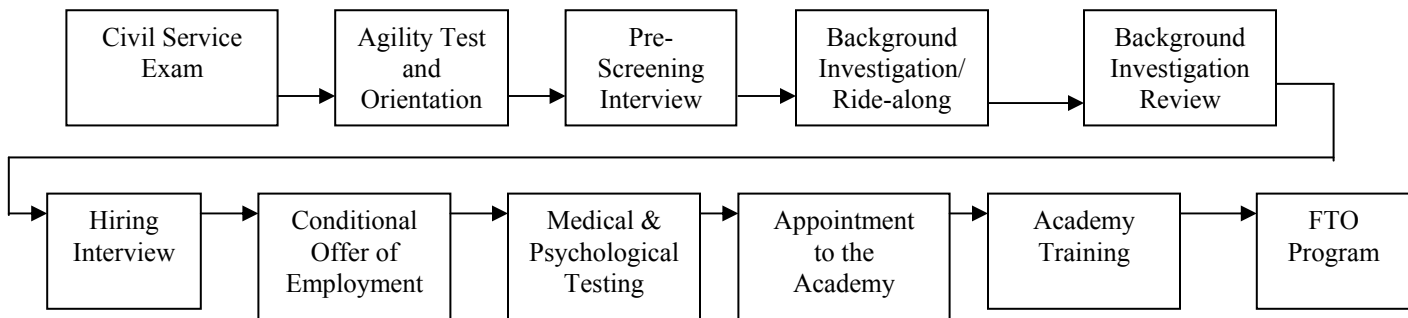 Civil Service
Exam
Agility Test
and
Orientation
Pre-
Screening
Interview
Background
Investigation/
Ride-along
Background
Investigation
Review
Hiring
Interview
Conditional
Offer of
Employment
Medical &
Psychological
Testing
Appointment
to the
Academy
Academy
Training
FTO
Program